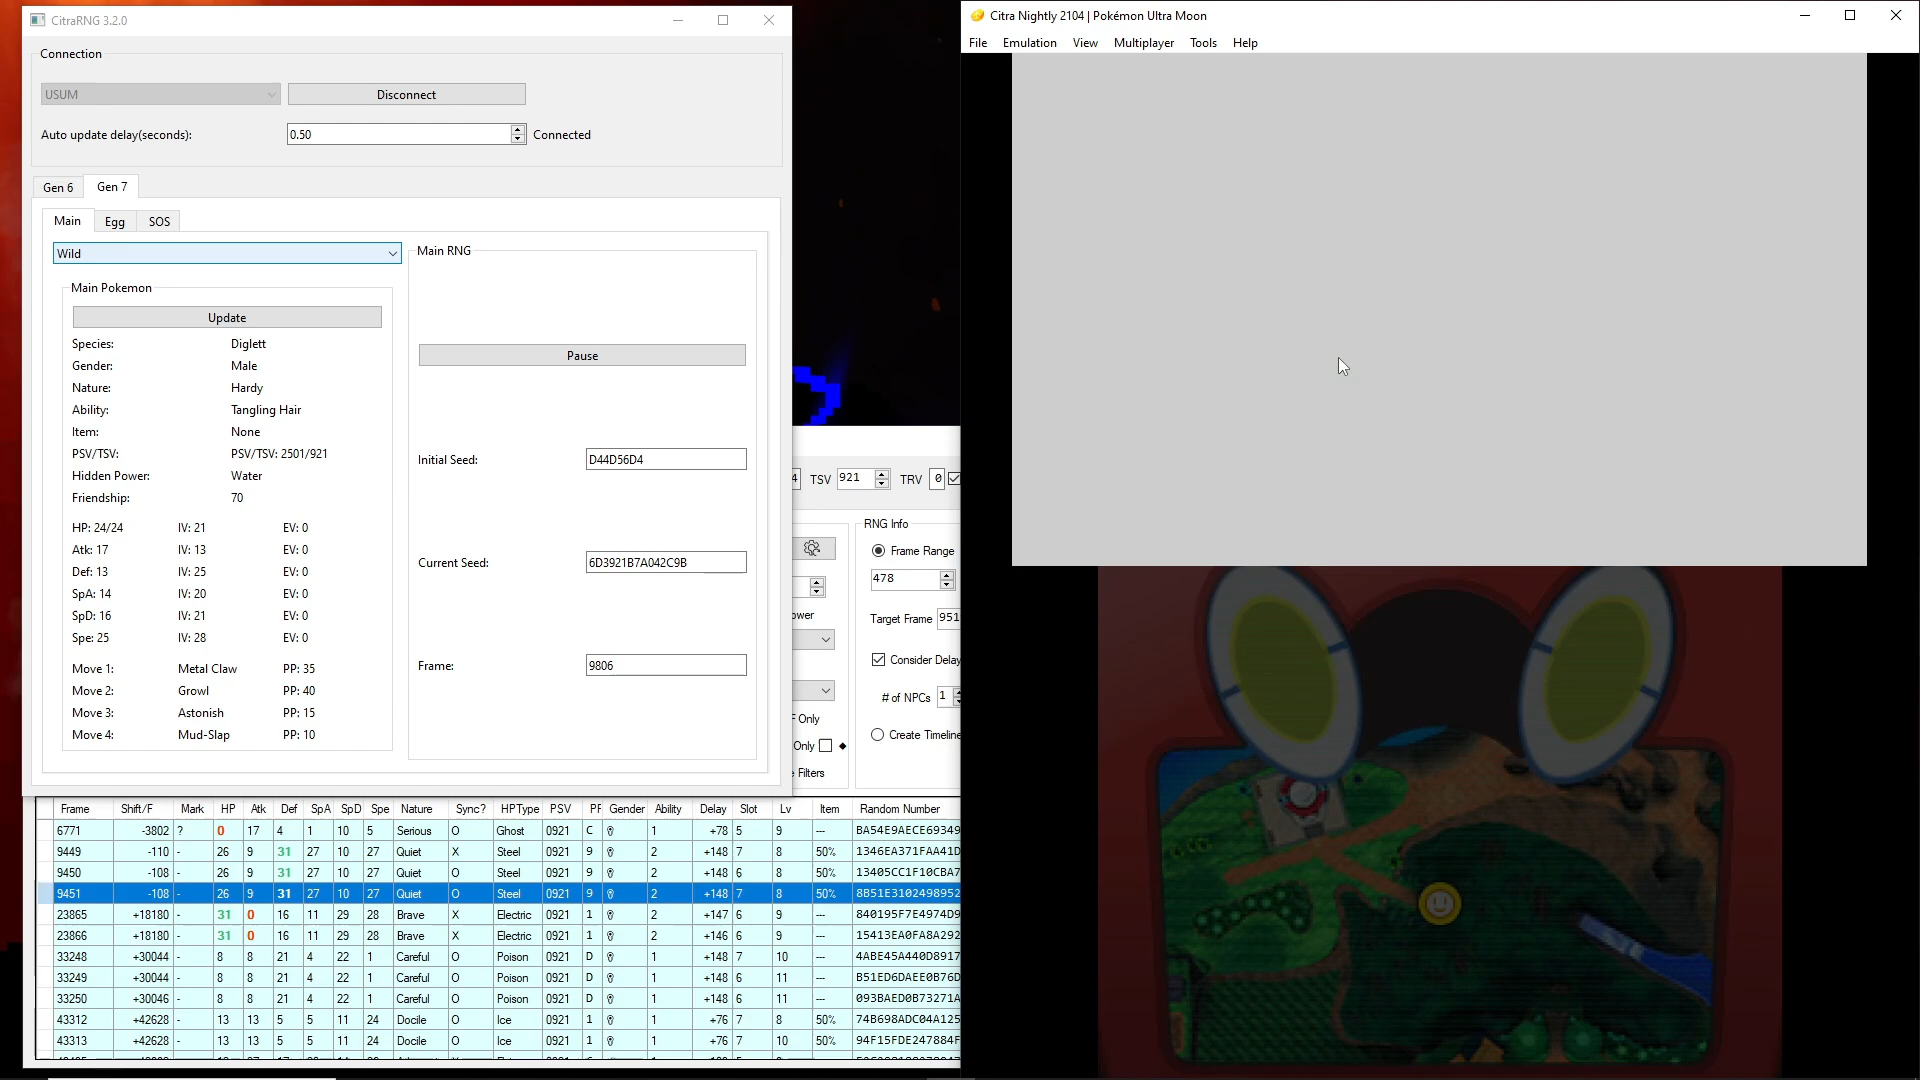 CitraRNG 3.2.0
Connection
USUM
Disconnect
Auto update delay(seconds):
0.50
Connected
Gen 6
Gen 7
Main
Egg
SOS
Wild
Main Pokemon
Update
Species: Diglett
Gender: Male
Nature: Hardy
Ability: Tangling Hair
Item: None
PSV/TSV: PSV/TSV: 2501/921
Hidden Power: Water
Friendship: 70
HP: 24/24 IV: 21 EV: 0
Atk: 17 IV: 13 EV: 0
Def: 13 IV: 25 EV: 0
SpA: 14 IV: 20 EV: 0
SpD: 16 IV: 21 EV: 0
Spe: 25 IV: 28 EV: 0
Move 1: Metal Claw PP: 35
Move 2: Growl PP: 40
Move 3: Astonish PP: 15
Move 4: Mud-Slap PP: 10
Main RNG
Pause
Initial Seed: D44D56D4
Current Seed: 6D3921B7A042C9B
Frame: 9806
Citra Nightly 2104 | Pokémon Ultra Moon
File Emulation View Multiplayer Tools Help
4 TSV 921 TRV 0
RNG Info
Frame Range
478
Target Frame 951
Consider Delay
# of NPCs 1
Create Timeline
Only
Filters
Frame Shift/F Mark HP Atk Def SpA SpD Spe Nature Sync? HPType PSV PF Gender Ability Delay Slot Lv Item Random Number
6771 -3802 ? 0 17 4 1 10 5 Serious O Ghost 0921 C 1 +78 5 9 --- BA54E9AECE69349
9449 -110 - 26 9 31 27 10 27 Quiet X Steel 0921 9 2 +148 7 8 50% 1346EA371FAA41D
9450 -108 - 26 9 31 27 10 27 Quiet O Steel 0921 9 2 +148 6 8 50% 13405CC1F10CBA7
9451 -108 - 26 9 31 27 10 27 Quiet O Steel 0921 9 2 +148 7 8 50% 8B51E3102498952
23865 +18180 - 31 0 16 11 29 28 Brave X Electric 0921 1 2 +147 6 9 --- 840195F7E4974D9
23866 +18180 - 31 0 16 11 29 28 Brave O Electric 0921 1 2 +146 6 9 --- 15413EA0FA8A292
33248 +30044 - 8 8 21 4 22 1 Careful O Poison 0921 D 1 +148 7 10 --- 4ABE45A440D8917
33249 +30044 - 8 8 21 4 22 1 Careful O Poison 0921 D 1 +148 6 11 --- B51ED6DAEE0B76D
33250 +30046 - 8 8 21 4 22 1 Careful O Poison 0921 D 1 +148 6 11 --- 093BAED0B73271A
43312 +42628 - 13 13 5 5 11 24 Docile O Ice 0921 1 1 +76 7 8 50% 74B698ADC04A125
43313 +42628 - 13 13 5 5 11 24 Docile O Ice 0921 1 1 +76 7 10 50% 94F15FDE247884F